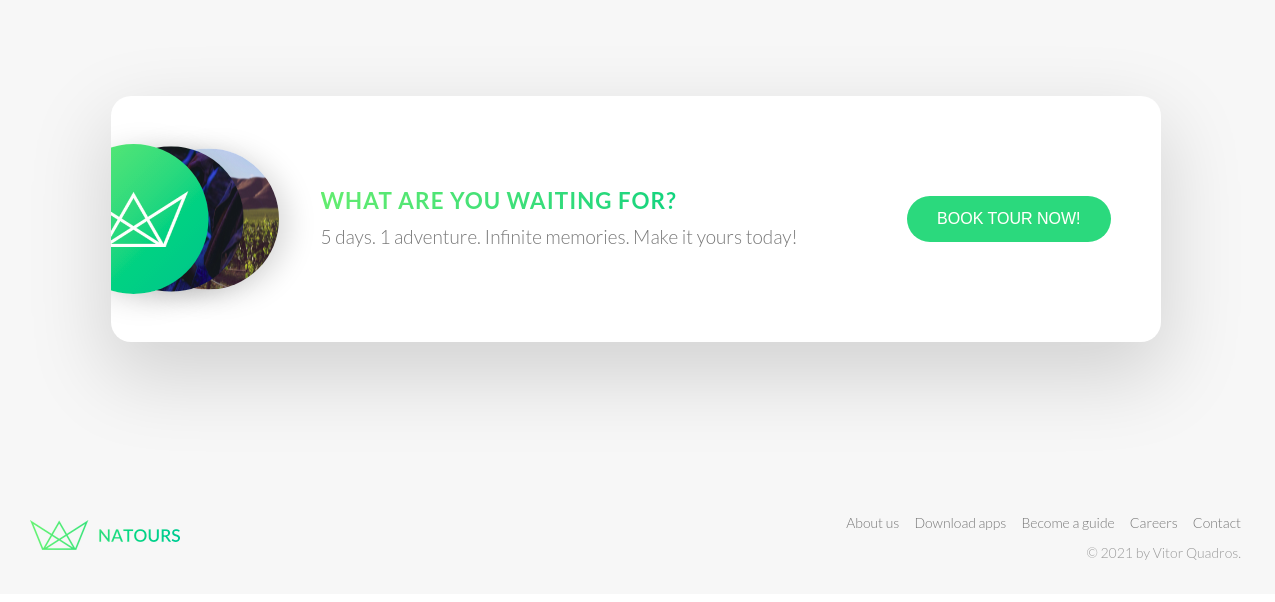 WHAT ARE YOU WAITING FOR?
5 days. 1 adventure. Infinite memories. Make it yours today!
BOOK TOUR NOW!
NATOURS
About us Download apps Become a guide Careers Contact
© 2021 by Vitor Quadros.